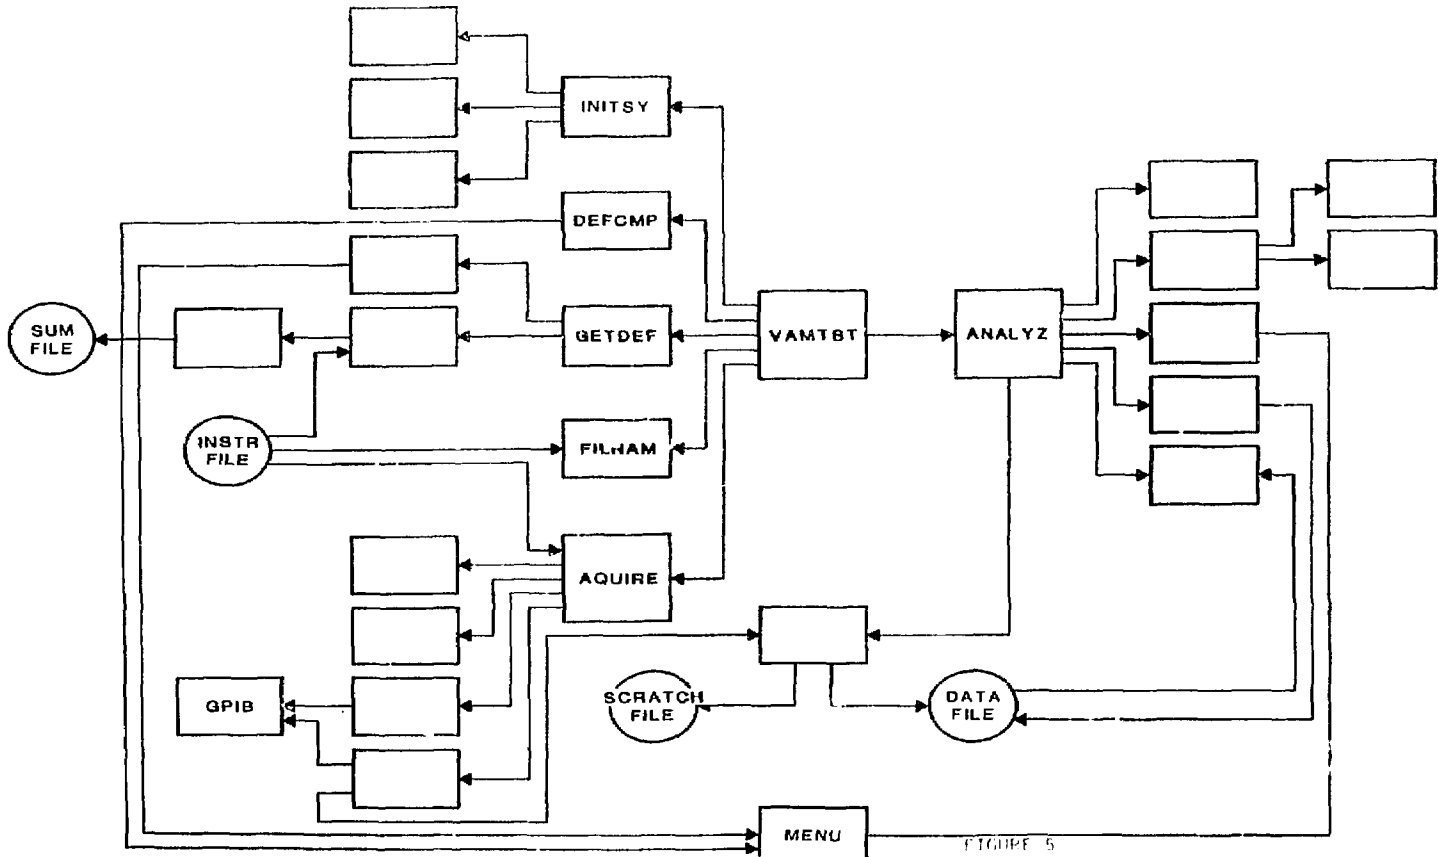 INITSY
DEFCMP
SUM
FILE
GETDEF
VAMTBT
ANALYZ
INSTR
FILE
FILHAM
AQUIRE
GPIB
SCRATCH
FILE
DATA
FILE
MENU
FIGURE 5